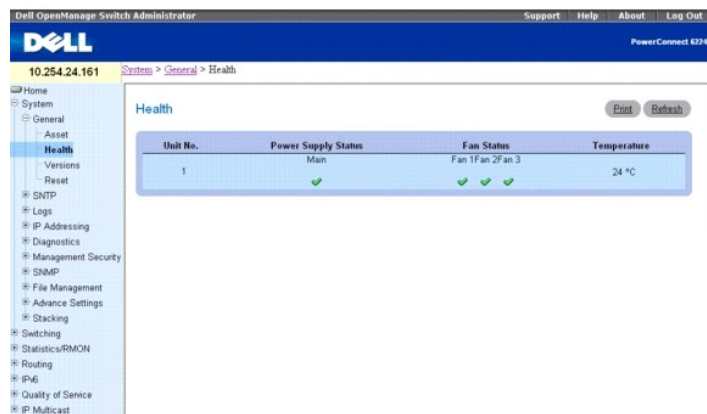 Dell OpenManage Switch Administrator
Support Help About Log Out
DELL
PowerConnect 6224
10.254.24.161
System > General > Health
Home
System
General
Asset
Health
Versions
Reset
SNTP
Logs
IP Addressing
Diagnostics
Management Security
SNMP
File Management
Advance Settings
Stacking
Switching
Statistics/RMON
Routing
IPv6
Quality of Service
IP Multicast
Health
Print Refresh
Unit No. Power Supply Status Fan Status Temperature
Main Fan 1Fan 2Fan 3
1 24 °C